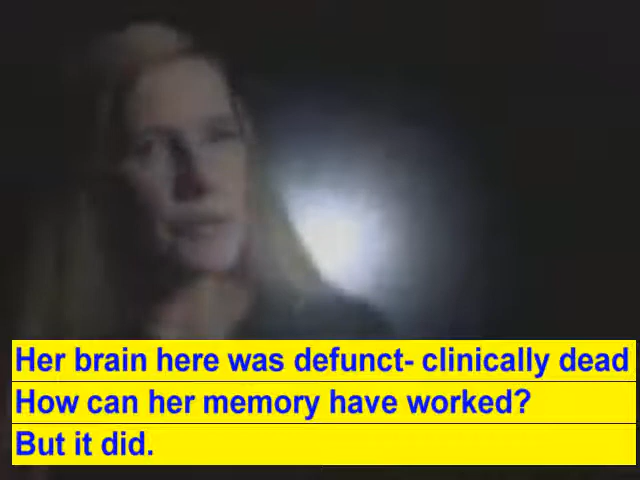 Her brain here was defunct- clinically dead
How can her memory have worked?
But it did.